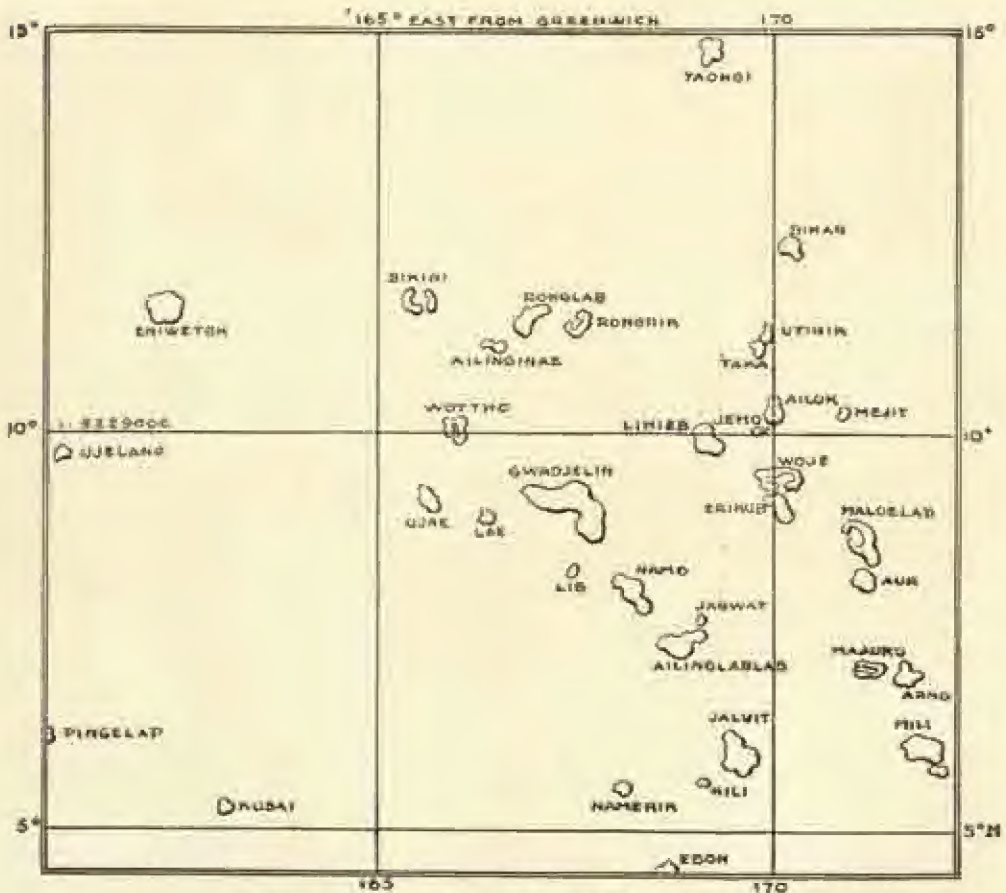 165° EAST FROM GREENWICH 170
15° 15°
TAONGI
BIKAR
BIKINI
RONGLAB
ENIWETOK
RONGRIK
UTIRIK
AILINGINAE
TAKA
WOTTHO
AILUK
LIKIEB
JEMO
MEJIT
10° 10°
UJELANG
WOJE
GWADJELIN
ERIKUB
MALOELAB
UJAE
LAE
AUR
LIB
NAMO
JABWAT
MAJURO
AILINGLABLAB
ARNO
JALUIT
MILI
PINGELAP
KILI
NAMERIK
KUSAI
5° 5°N
EBON
165 170